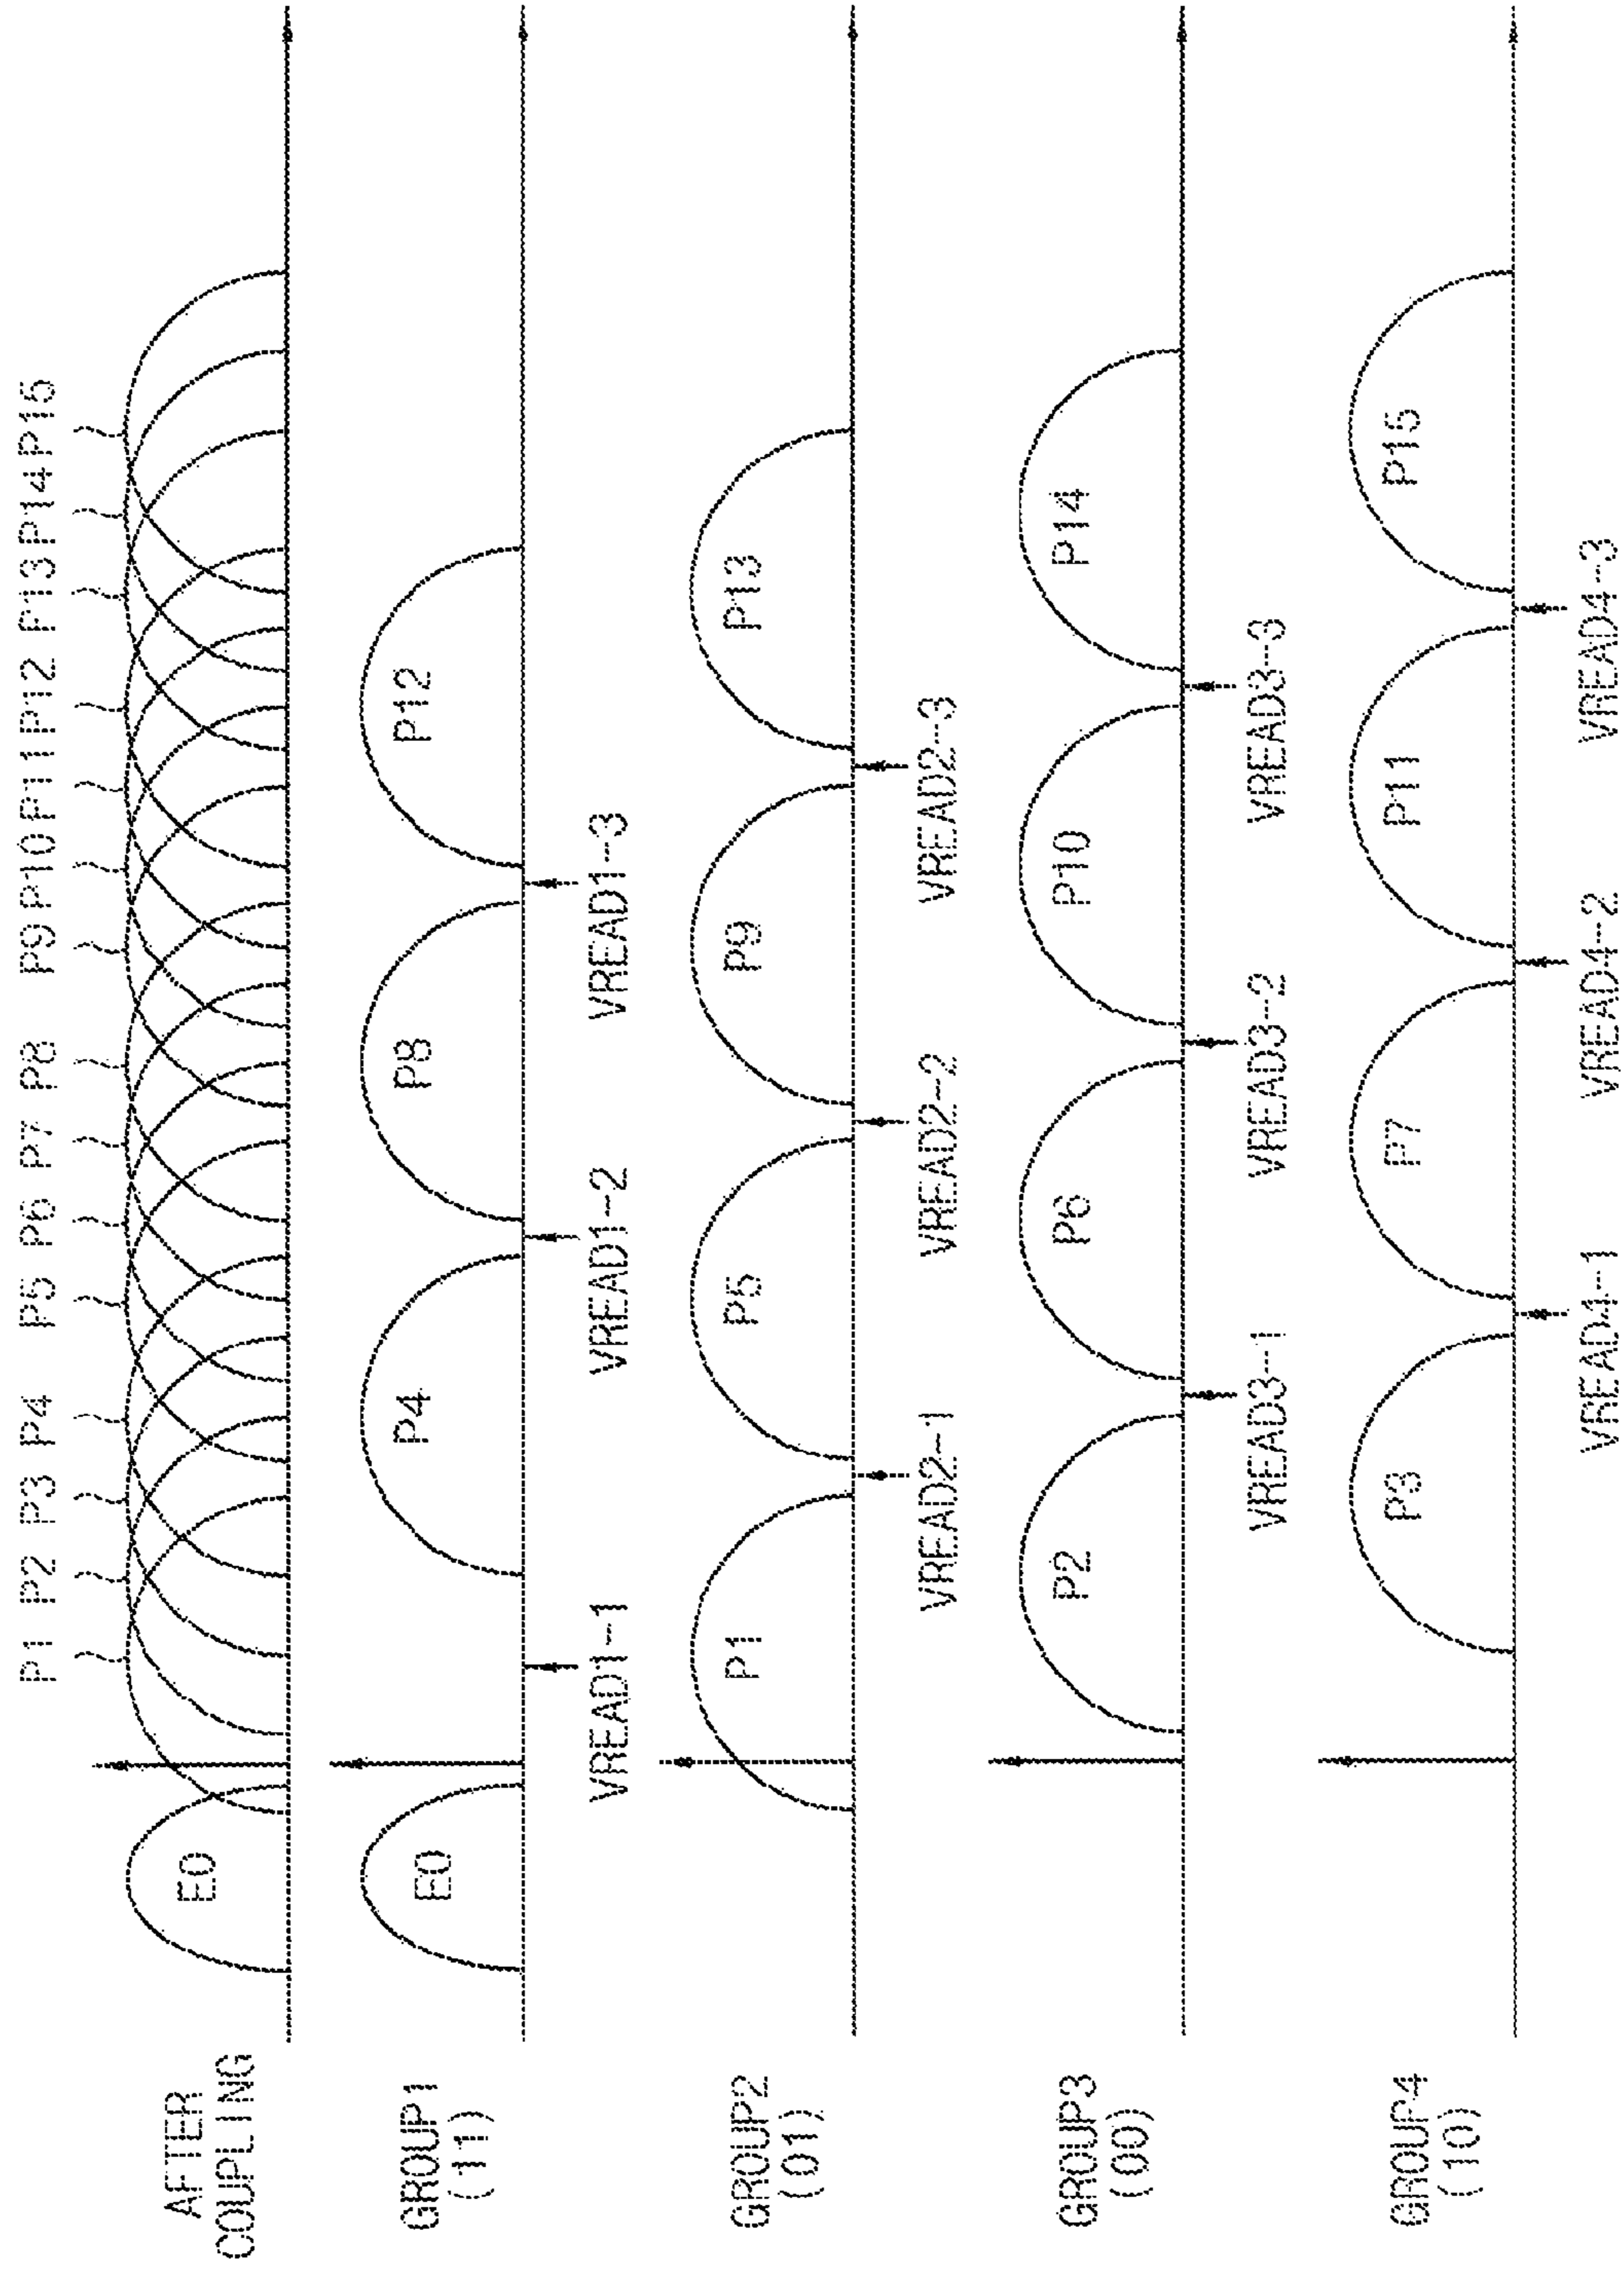 P1 P2 P3 P4 P5 P6 P7 P8 P9 P10 P11 P12 P13 P14 P15
AFTER
COUPLING
E0
GROUP1
(11)
E0 P4 P8 P12
VREAD1-1 VREAD1-2 VREAD1-3
GROUP2
(01)
P1 P5 P9 P13
VREAD2-1 VREAD2-2 VREAD2-3
GROUP3
(00)
P2 P6 P10 P14
VREAD3-1 VREAD3-2 VREAD3-3
GROUP4
(10)
P3 P7 P11 P15
VREAD4-1 VREAD4-2 VREAD4-3